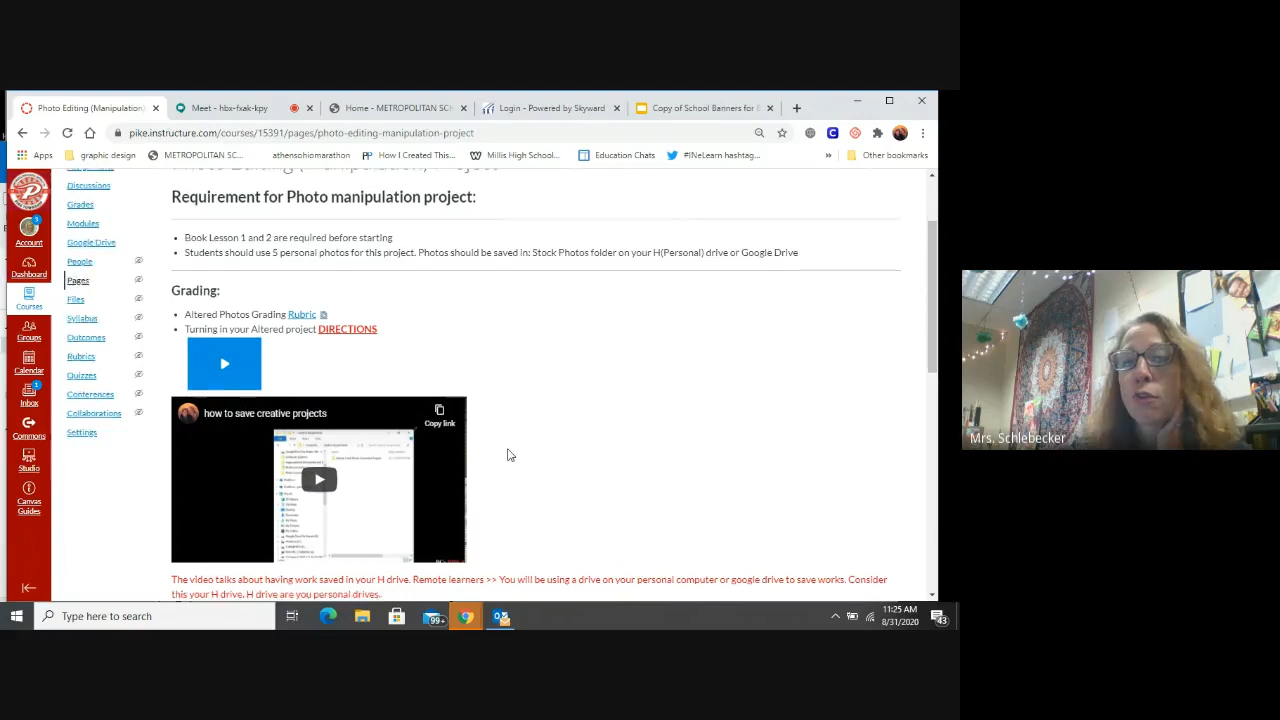 Photo Editing (Manipulation)
Meet - hbx-fxak-kpy
Home - METROPOLITAN SCH
Login - Powered by Skyward
Copy of School Banners for
pike.instructure.com/courses/15391/pages/photo-editing-manipulation-project
Apps
graphic design
METROPOLITAN SC...
athensohiomarathon
How I Created This...
Millis High School...
Education Chats
#INeLearn hashtag...
»
Other bookmarks
Discussions
Grades
Modules
Google Drive
People
Pages
Files
Syllabus
Outcomes
Rubrics
Quizzes
Conferences
Collaborations
Settings
3
Account
Dashboard
Courses
Groups
Calendar
1
Inbox
Commons
Studio
Canvas
Guides
Requirement for Photo manipulation project:
Book Lesson 1 and 2 are required before starting
Students should use 5 personal photos for this project. Photos should be saved in: Stock Photos folder on your H(Personal) drive or Google Drive
Grading:
Altered Photos Grading Rubric
Turning in your Altered project DIRECTIONS
how to save creative projects
Copy link
The video talks about having work saved in your H drive. Remote learners >> You will be using a drive on your personal computer or google drive to save works. Consider
this your H drive. H drive are you personal drives.
Mrs. Schlebecker
Type here to search
99+
11:25 AM
8/31/2020
43